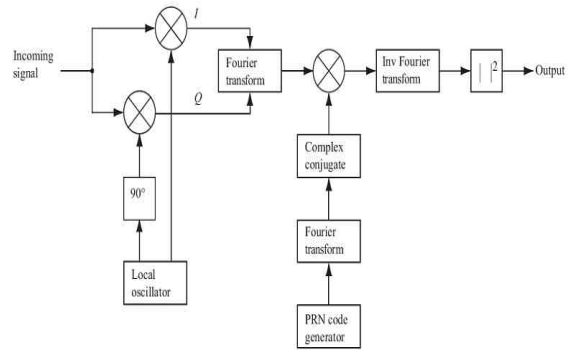 I
Incoming
signal
Fourier
transform
Inv Fourier
transform
| |²
Output
Q
Complex
conjugate
90°
Fourier
transform
Local
oscillator
PRN code
generator